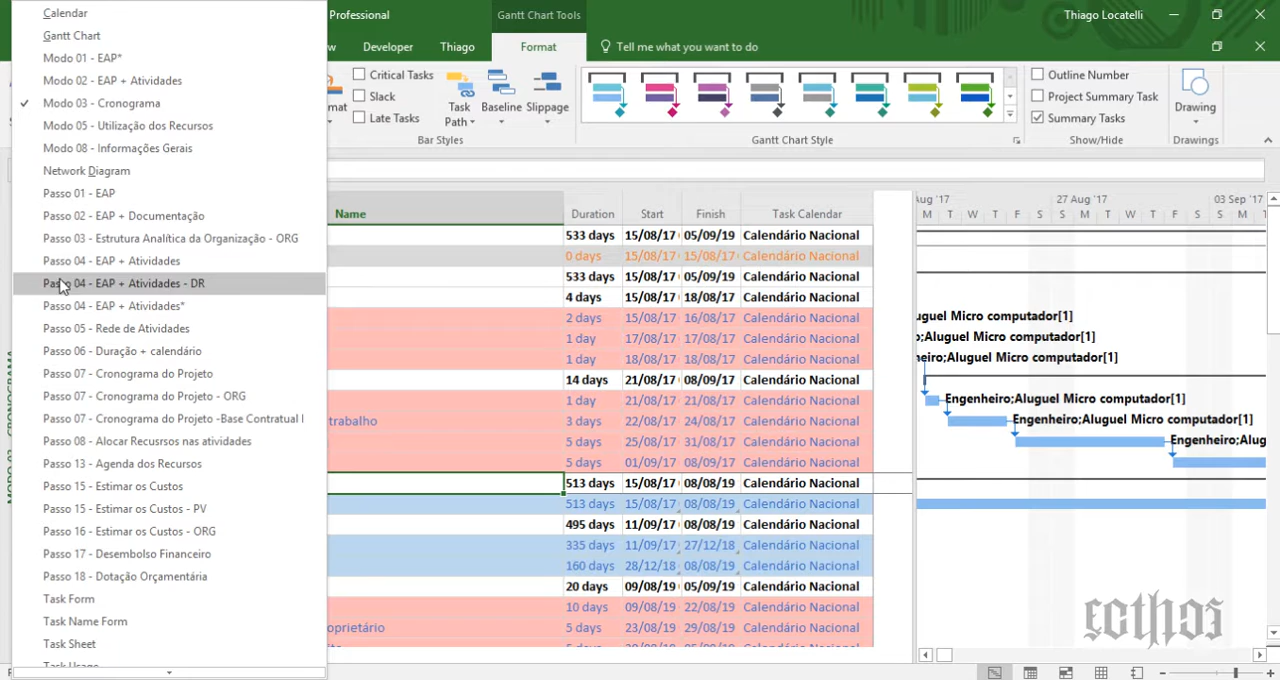 Professional
Gantt Chart Tools
Thiago Locatelli
Developer
Thiago
Format
Tell me what you want to do
Calendar
Gantt Chart
Modo 01 - EAP*
Modo 02 - EAP + Atividades
Modo 03 - Cronograma
Modo 05 - Utilização dos Recursos
Modo 08 - Informações Gerais
Network Diagram
Passo 01 - EAP
Passo 02 - EAP + Documentação
Passo 03 - Estrutura Analítica da Organização - ORG
Passo 04 - EAP + Atividades
Passo 04 - EAP + Atividades - DR
Passo 04 - EAP + Atividades*
Passo 05 - Rede de Atividades
Passo 06 - Duração + calendário
Passo 07 - Cronograma do Projeto
Passo 07 - Cronograma do Projeto - ORG
Passo 07 - Cronograma do Projeto -Base Contratual I
Passo 08 - Alocar Recusrsos nas atividades
Passo 13 - Agenda dos Recursos
Passo 15 - Estimar os Custos
Passo 15 - Estimar os Custos - PV
Passo 16 - Estimar os Custos - ORG
Passo 17 - Desembolso Financeiro
Passo 18 - Dotação Orçamentária
Task Form
Task Name Form
Task Sheet
Task Usage
Critical Tasks
Slack
Late Tasks
Task Path
Baseline
Slippage
Bar Styles
Gantt Chart Style
Outline Number
Project Summary Task
Summary Tasks
Show/Hide
Drawing
Drawings
Name Duration Start Finish Task Calendar
533 days 15/08/17 05/09/19 Calendário Nacional
0 days 15/08/17 15/08/17 Calendário Nacional
533 days 15/08/17 05/09/19 Calendário Nacional
4 days 15/08/17 18/08/17 Calendário Nacional
2 days 15/08/17 16/08/17 Calendário Nacional
1 day 17/08/17 17/08/17 Calendário Nacional
1 day 18/08/17 18/08/17 Calendário Nacional
14 days 21/08/17 08/09/17 Calendário Nacional
1 day 21/08/17 21/08/17 Calendário Nacional
trabalho 3 days 22/08/17 24/08/17 Calendário Nacional
5 days 25/08/17 31/08/17 Calendário Nacional
5 days 01/09/17 08/09/17 Calendário Nacional
513 days 15/08/17 08/08/19 Calendário Nacional
513 days 15/08/17 08/08/19 Calendário Nacional
495 days 11/09/17 08/08/19 Calendário Nacional
335 days 11/09/17 27/12/18 Calendário Nacional
160 days 28/12/18 08/08/19 Calendário Nacional
20 days 09/08/19 05/09/19 Calendário Nacional
10 days 09/08/19 22/08/19 Calendário Nacional
oprietário 5 days 23/08/19 29/08/19 Calendário Nacional
Aug '17 27 Aug '17 03 Sep '17
M T W T F S S M T W T F S S M T
luguel Micro computador[1]
o;Aluguel Micro computador[1]
heiro;Aluguel Micro computador[1]
Engenheiro;Aluguel Micro computador[1]
Engenheiro;Aluguel Micro computador[1]
Engenheiro;Alug
ecthos